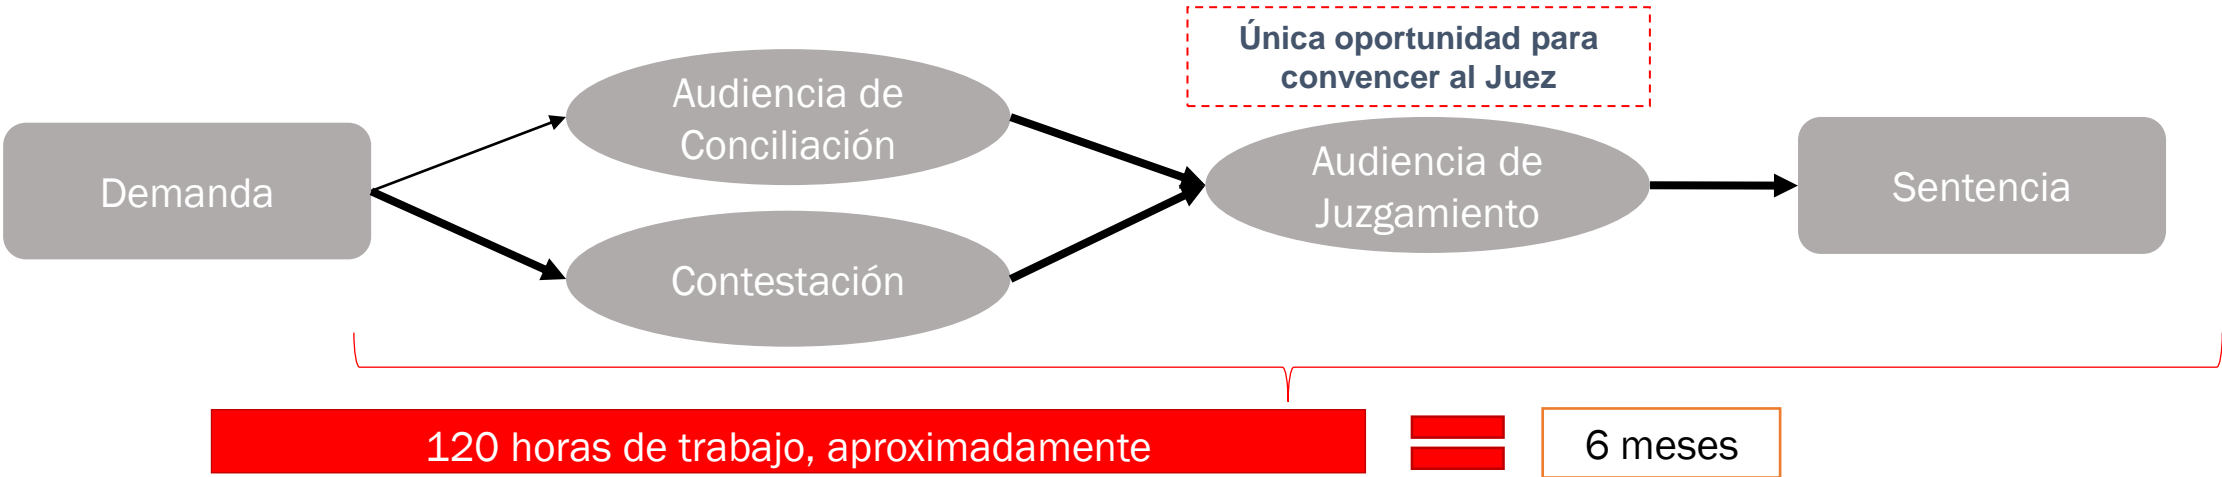 Única oportunidad para
convencer al Juez
Audiencia de
Conciliación
Demanda
Contestación
Audiencia de
Juzgamiento
Sentencia
120 horas de trabajo, aproximadamente
6 meses